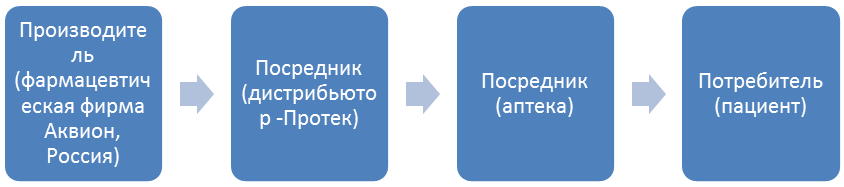 Производите
ль
(фармацевтич
еская фирма
Аквион,
Россия)
Посредник
(дистрибьюто
р -Протек)
Посредник
(аптека)
Потребитель
(пациент)